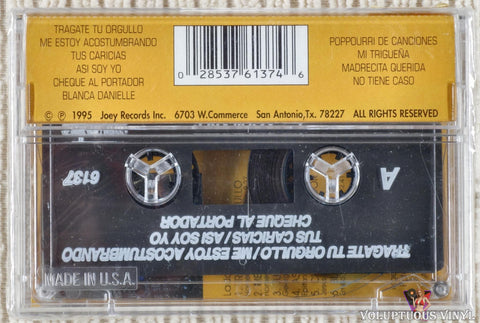 TRAGATE TU ORGULLO
ME ESTOY ACOSTUMBRANDO
TUS CARICIAS
ASI SOY YO
CHEQUE AL PORTADOR
BLANCA DANIELLE
POPPOURRI DE CANCIONES
MI TRIGUEÑA
MADRECITA QUERIDA
NO TIENE CASO
0 28537 61374 6
© ℗ 1995 Joey Records Inc. 6703 W.Commerce San Antonio,Tx. 78227 ALL RIGHTS RESERVED
A
6137
TRAGATE TU ORGULLO/ME ESTOY ACOSTUMBRANDO
TUS CARICIAS/ASI SOY YO
CHEQUE AL PORTADOR
MADE IN U.S.A.
VOLUPTUOUS VINYL